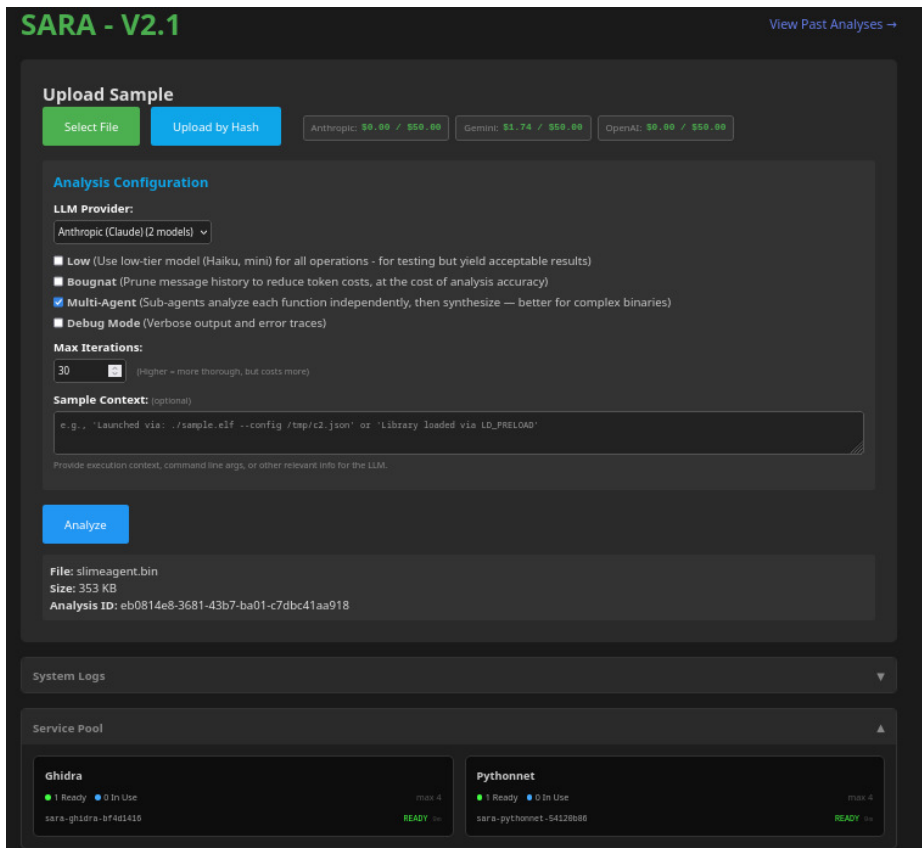 SARA - V2.1
View Past Analyses →
Upload Sample
Select File
Upload by Hash
Anthropic: $0.00 / $50.00
Gemini: $1.74 / $50.00
OpenAI: $0.00 / $50.00
Analysis Configuration
LLM Provider:
Anthropic (Claude) (2 models)
Low (Use low-tier model (Haiku, mini) for all operations - for testing but yield acceptable results)
Bougnat (Prune message history to reduce token costs, at the cost of analysis accuracy)
Multi-Agent (Sub-agents analyze each function independently, then synthesize — better for complex binaries)
Debug Mode (Verbose output and error traces)
Max Iterations:
30
(Higher = more thorough, but costs more)
Sample Context: (optional)
e.g., 'Launched via: ./sample.elf --config /tmp/c2.json' or 'Library loaded via LD_PRELOAD'
Provide execution context, command line args, or other relevant info for the LLM.
Analyze
File: slimeagent.bin
Size: 353 KB
Analysis ID: eb0814e8-3681-43b7-ba01-c7dbc41aa918
System Logs
Service Pool
Ghidra
1 Ready 0 In Use
max 4
sara-ghidra-bf4d1416
READY
Pythonnet
1 Ready 0 In Use
max 4
sara-pythonnet-54120b86
READY